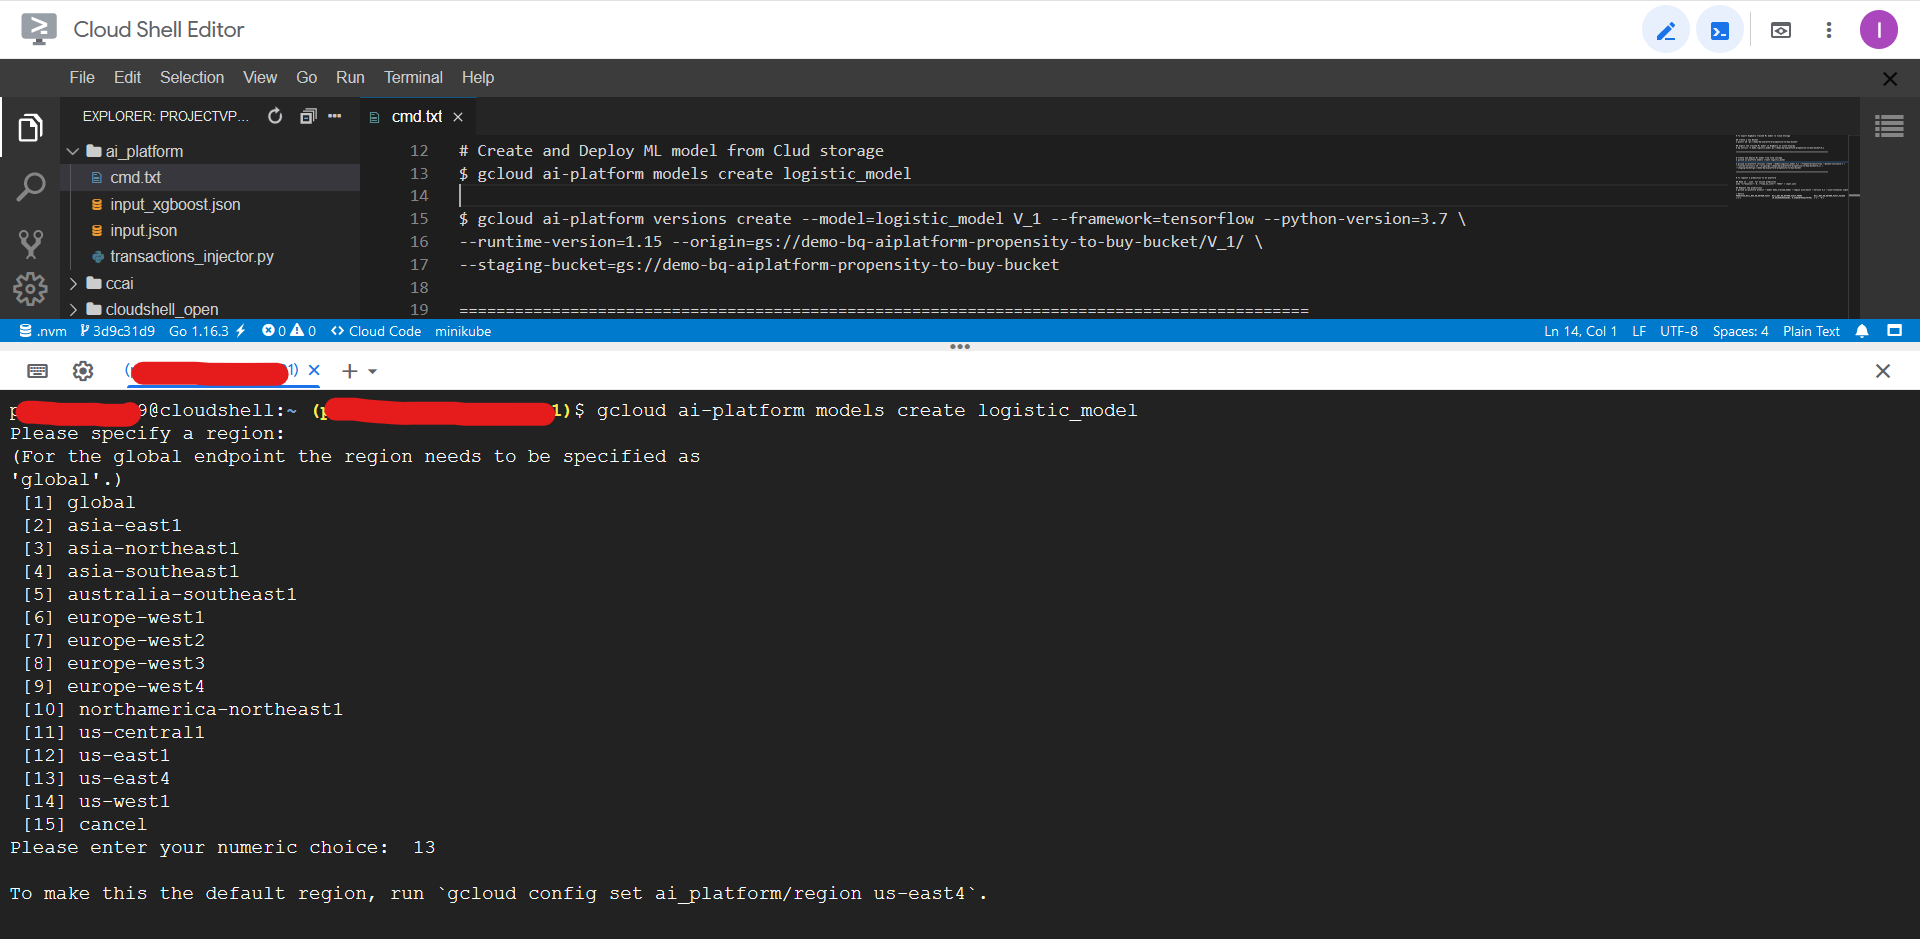 Cloud Shell Editor
I
File Edit Selection View Go Run Terminal Help
EXPLORER: PROJECTVP...
cmd.txt
ai_platform
cmd.txt
input_xgboost.json
input.json
transactions_injector.py
ccai
cloudshell_open
12 # Create and Deploy ML model from Clud storage
13 $ gcloud ai-platform models create logistic_model
14
15 $ gcloud ai-platform versions create --model=logistic_model V_1 --framework=tensorflow --python-version=3.7 \
16 --runtime-version=1.15 --origin=gs://demo-bq-aiplatform-propensity-to-buy-bucket/V_1/ \
17 --staging-bucket=gs://demo-bq-aiplatform-propensity-to-buy-bucket
18
19 ============================================================================================
.nvm 3d9c31d9 Go 1.16.3 0 0 <> Cloud Code minikube Ln 14, Col 1 LF UTF-8 Spaces: 4 Plain Text
( 1)
p 9@cloudshell:~ (p 1)$ gcloud ai-platform models create logistic_model
Please specify a region:
(For the global endpoint the region needs to be specified as
'global'.)
[1] global
[2] asia-east1
[3] asia-northeast1
[4] asia-southeast1
[5] australia-southeast1
[6] europe-west1
[7] europe-west2
[8] europe-west3
[9] europe-west4
[10] northamerica-northeast1
[11] us-central1
[12] us-east1
[13] us-east4
[14] us-west1
[15] cancel
Please enter your numeric choice:  13
To make this the default region, run `gcloud config set ai_platform/region us-east4`.